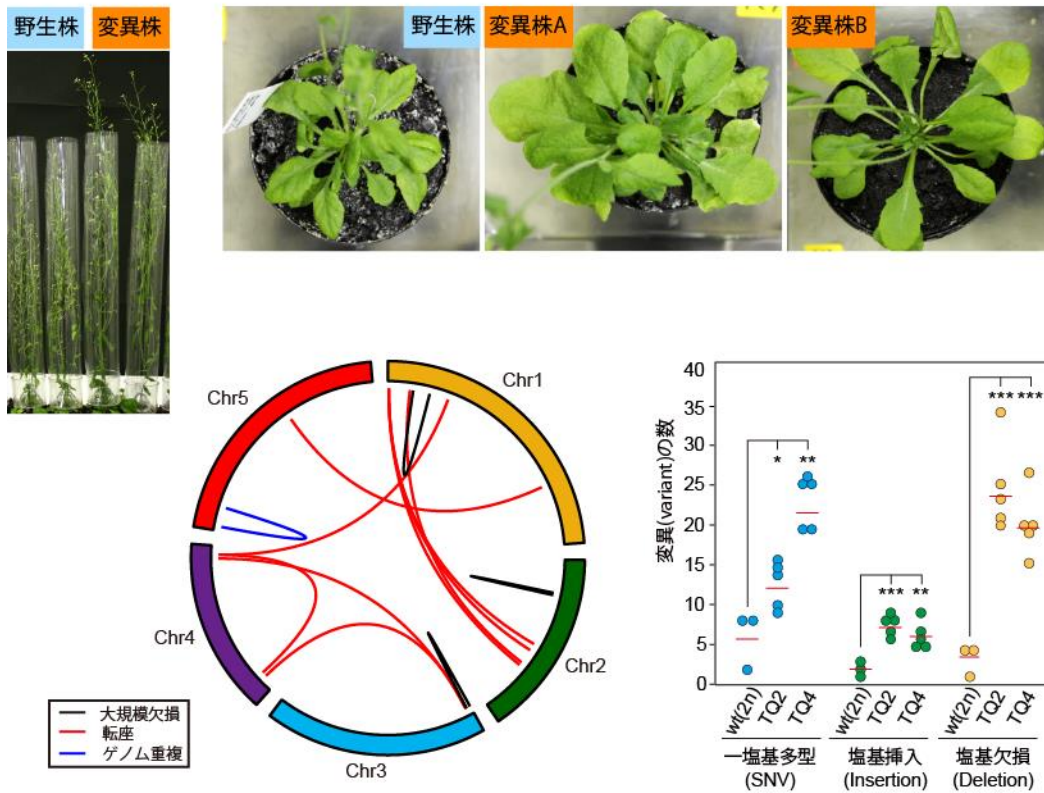 野生株
変異株
野生株
変異株A
変異株B
Chr1
Chr2
Chr3
Chr4
Chr5
大規模欠損
転座
ゲノム重複
変異(variant)の数
40
35
30
25
20
15
10
5
0
* ** *** ** *** ***
wt(2n) TQ2 TQ4 wt(2n) TQ2 TQ4 wt(2n) TQ2 TQ4
一塩基多型 塩基挿入 塩基欠損
(SNV) (Insertion) (Deletion)